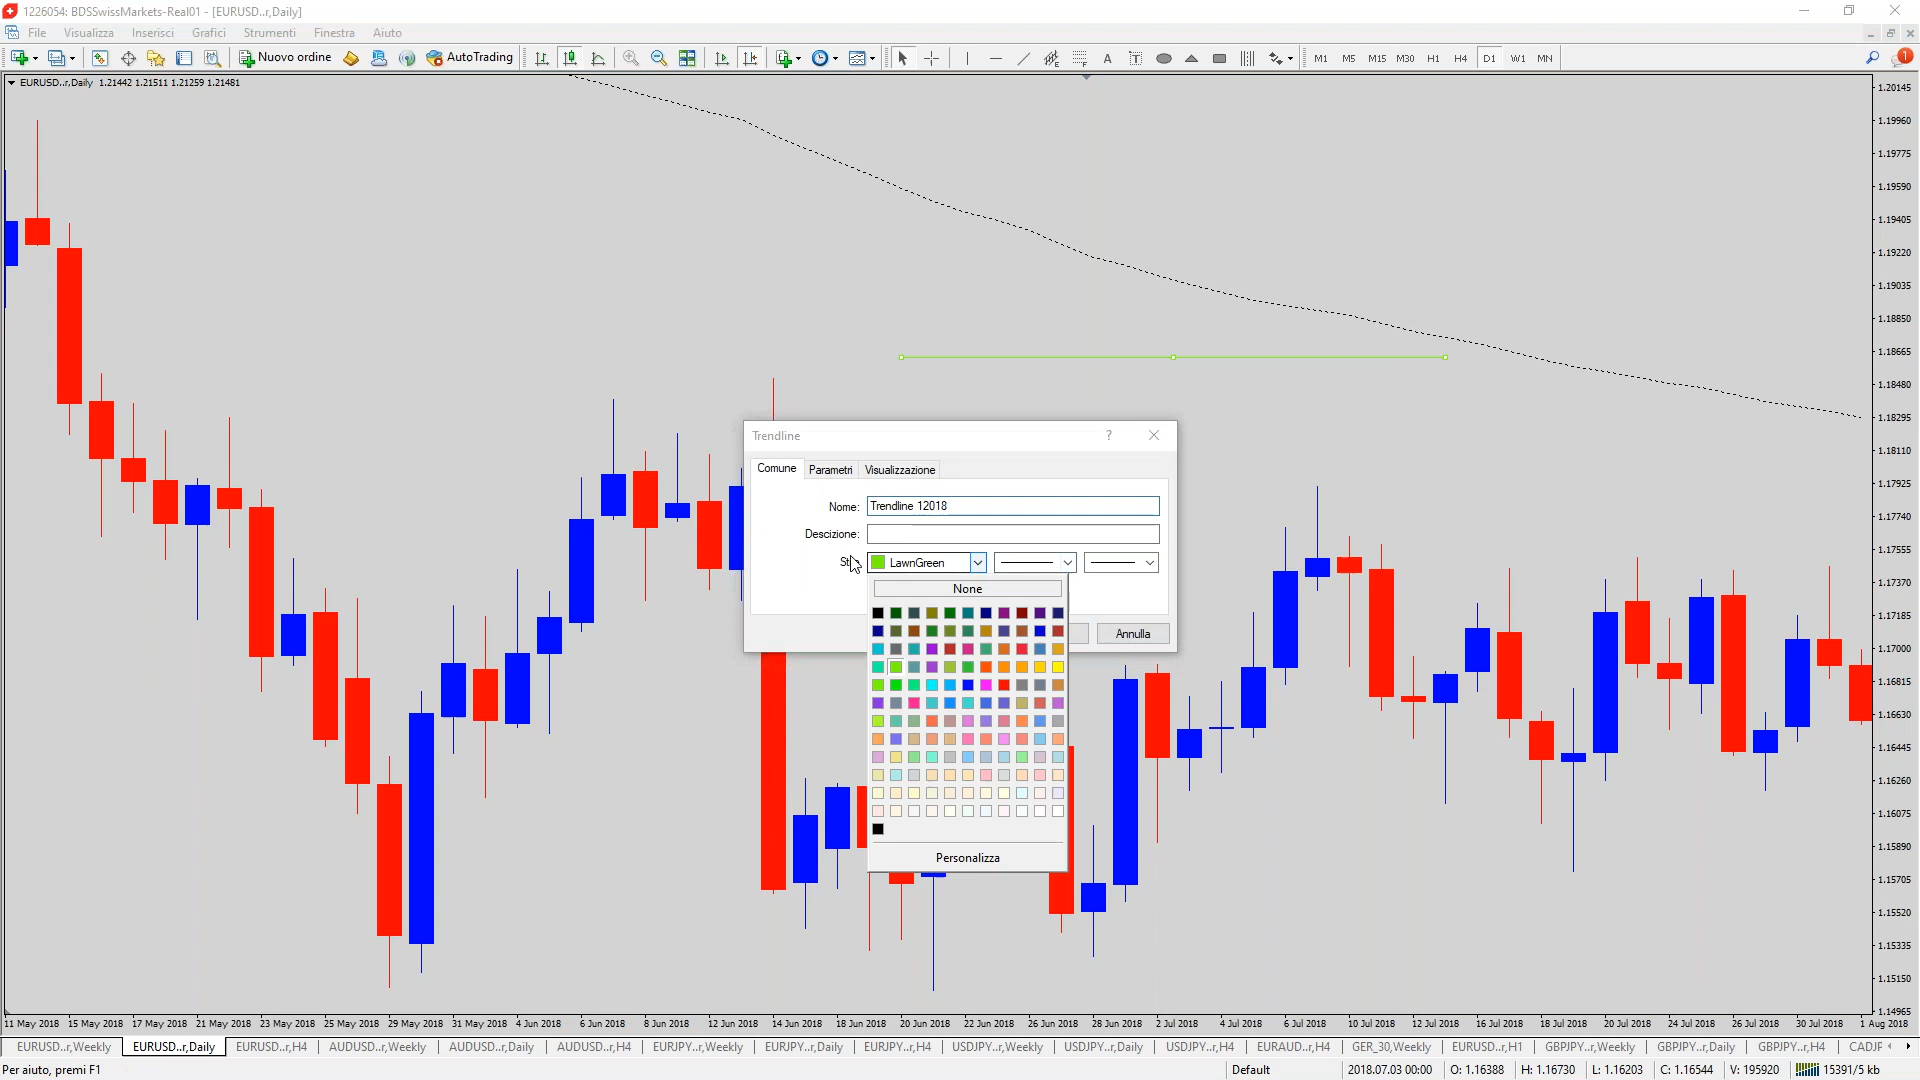 1226054: BDSSwissMarkets-Real01 - [EURUSD..r,Daily]
File Visualizza Inserisci Grafici Strumenti Finestra Aiuto
Nuovo ordine AutoTrading A T M1 M5 M15 M30 H1 H4 D1 W1 MN 1
EURUSD..r,Daily 1.21442 1.21511 1.21259 1.21481
1.20145
1.19960
1.19775
1.19590
1.19405
1.19220
1.19035
1.18850
1.18665
1.18480
1.18295
1.18110
1.17925
1.17740
1.17555
1.17370
1.17185
1.17000
1.16815
1.16630
1.16445
1.16260
1.16075
1.15890
1.15705
1.15520
1.15335
1.15150
1.14965
Trendline ?
Comune Parametri Visualizzazione
Nome: Trendline 12018
Descizione:
LawnGreen
None
Annulla
Personalizza
11 May 2018 15 May 2018 17 May 2018 21 May 2018 23 May 2018 25 May 2018 29 May 2018 31 May 2018 4 Jun 2018 6 Jun 2018 8 Jun 2018 12 Jun 2018 14 Jun 2018 18 Jun 2018 20 Jun 2018 22 Jun 2018 26 Jun 2018 28 Jun 2018 2 Jul 2018 4 Jul 2018 6 Jul 2018 10 Jul 2018 12 Jul 2018 16 Jul 2018 18 Jul 2018 20 Jul 2018 24 Jul 2018 26 Jul 2018 30 Jul 2018 1 Aug 2018
EURUSD..r,Weekly EURUSD..r,Daily EURUSD..r,H4 AUDUSD..r,Weekly AUDUSD..r,Daily AUDUSD..r,H4 EURJPY..r,Weekly EURJPY..r,Daily EURJPY..r,H4 USDJPY..r,Weekly USDJPY..r,Daily USDJPY..r,H4 EURAUD..r,H4 GER_30,Weekly EURUSD..r,H1 GBPJPY..r,Weekly GBPJPY..r,Daily GBPJPY..r,H4 CADJF
Per aiuto, premi F1 Default 2018.07.03 00:00 O: 1.16388 H: 1.16730 L: 1.16203 C: 1.16544 V: 195920 15391/5 kb